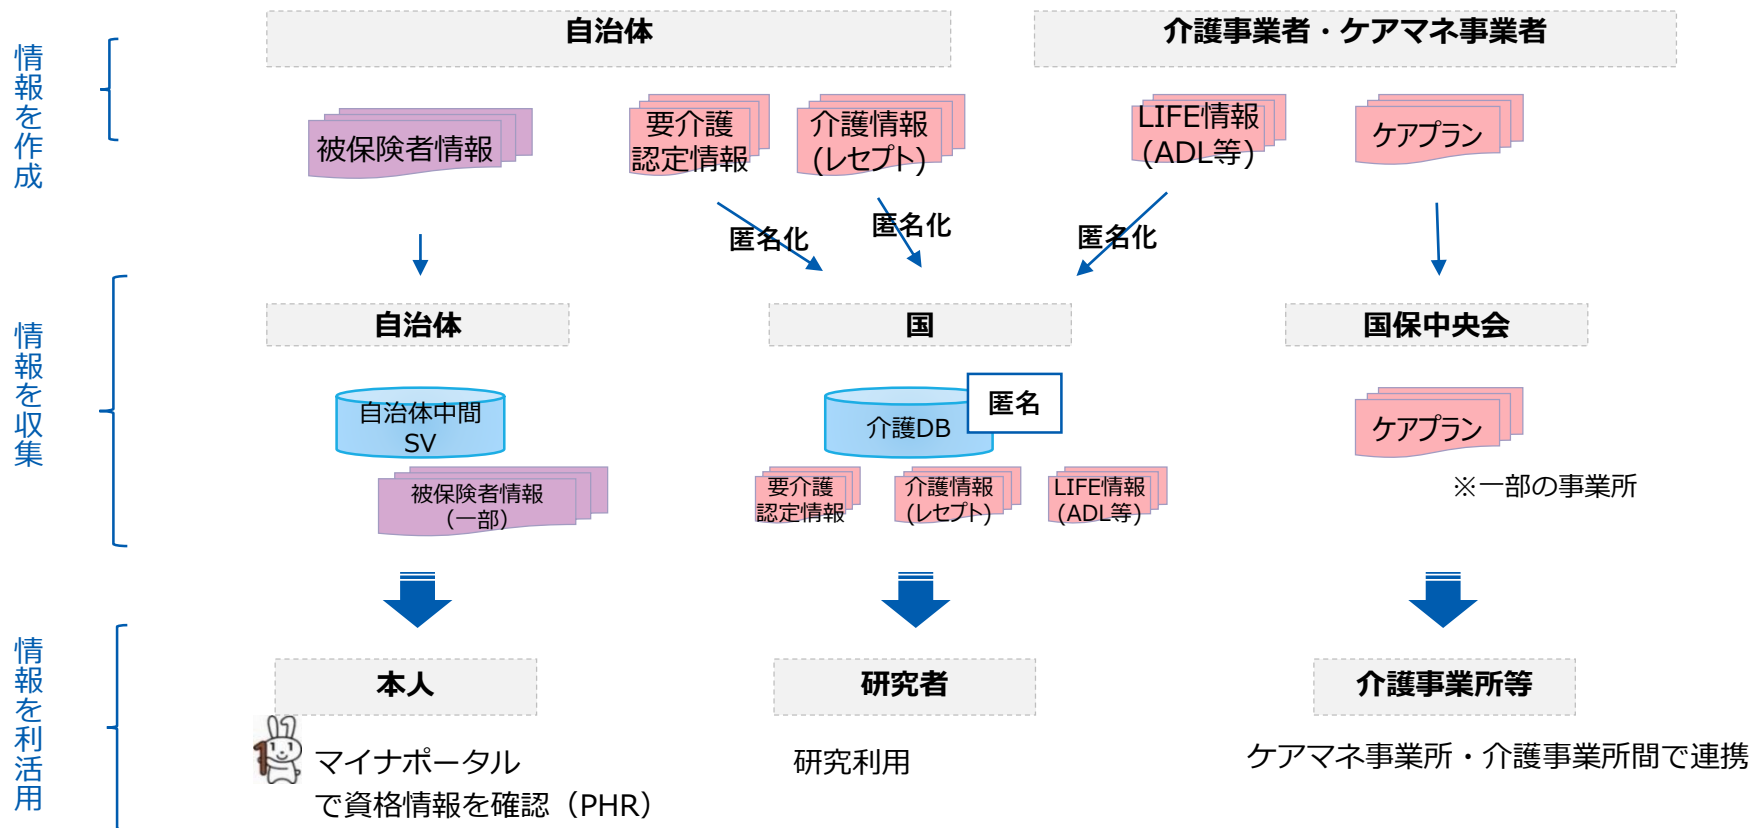 情報を作成
自治体
介護事業者・ケアマネ事業者
被保険者情報
要介護
認定情報
介護情報
(レセプト)
LIFE情報
(ADL等)
ケアプラン
匿名化
匿名化
匿名化
情報を収集
自治体
国
国保中央会
自治体中間
SV
被保険者情報
（一部）
介護DB
匿名
要介護
認定情報
介護情報
(レセプト)
LIFE情報
(ADL等)
ケアプラン
※一部の事業所
情報を利活用
本人
研究者
介護事業所等
1
マイナポータル
で資格情報を確認（PHR）
研究利用
ケアマネ事業所・介護事業所間で連携